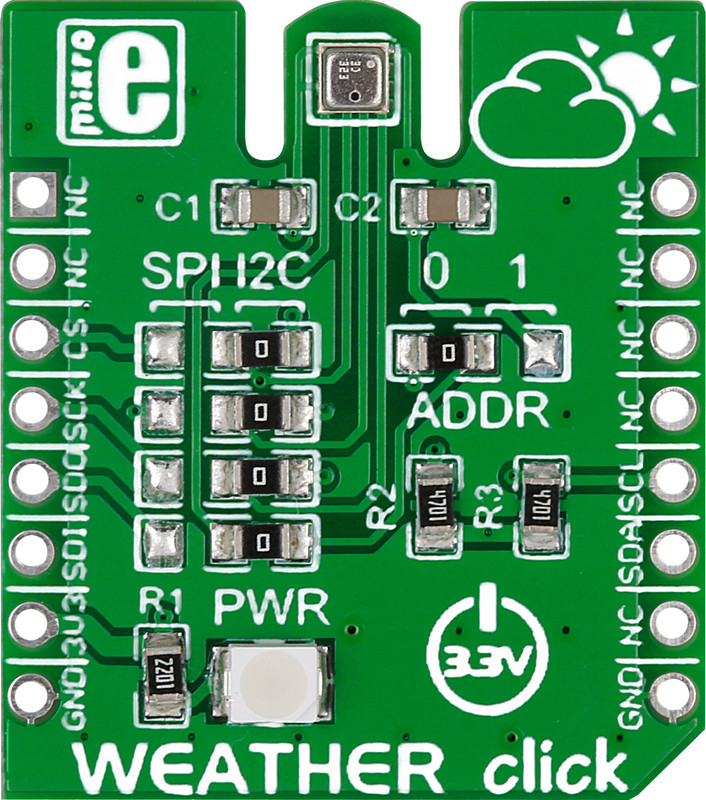 mikro
e
E2E
CE
NC
NC
C1
C2
NC
NC
SPI I2C
0
1
CS
0
0
NC
SCK
0
ADDR
NC
SDO
0
R2
4701
R3
4701
SCL
SDI
0
SDA
3V3
R1
PWR
NC
GND
2201
3.3V
GND
WEATHER click